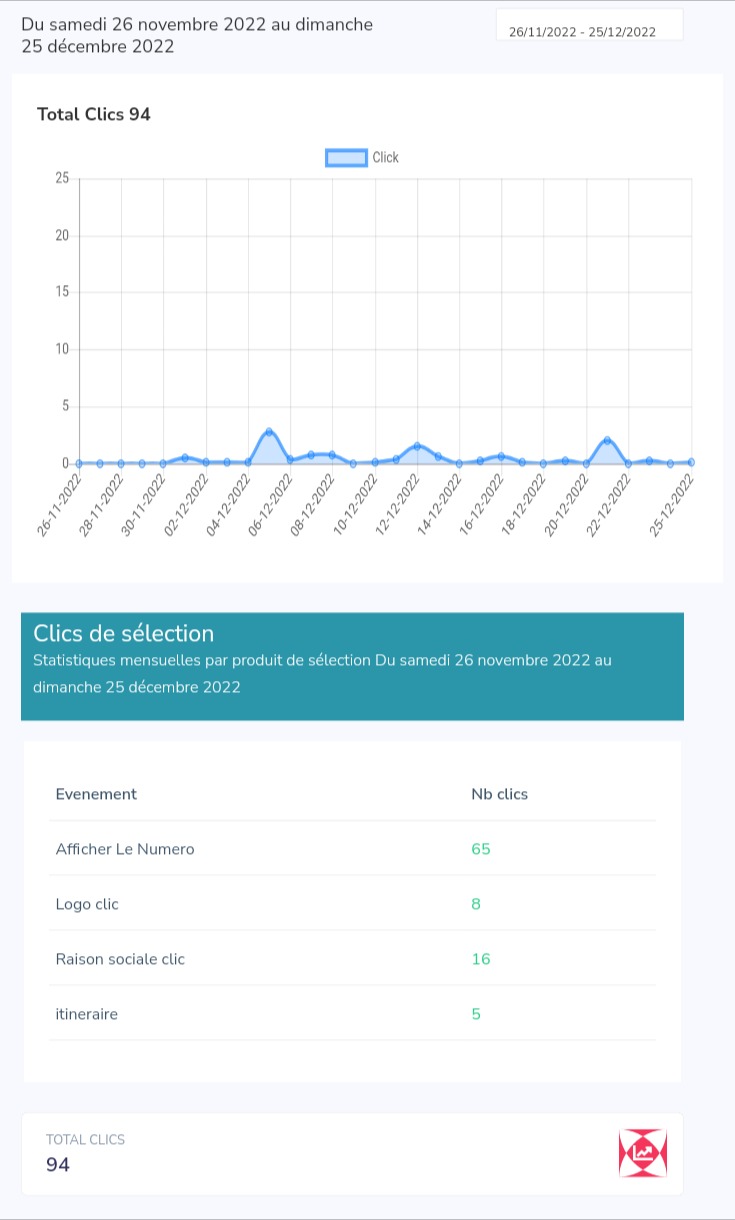 Du samedi 26 novembre 2022 au dimanche
25 décembre 2022
26/11/2022 - 25/12/2022
Total Clics 94
Click
25
20
15
10
5
0
26-11-2022
28-11-2022
30-11-2022
02-12-2022
04-12-2022
06-12-2022
08-12-2022
10-12-2022
12-12-2022
14-12-2022
16-12-2022
18-12-2022
20-12-2022
22-12-2022
25-12-2022
Clics de sélection
Statistiques mensuelles par produit de sélection Du samedi 26 novembre 2022 au
dimanche 25 décembre 2022
Evenement Nb clics
Afficher Le Numero 65
Logo clic 8
Raison sociale clic 16
itineraire 5
TOTAL CLICS
94